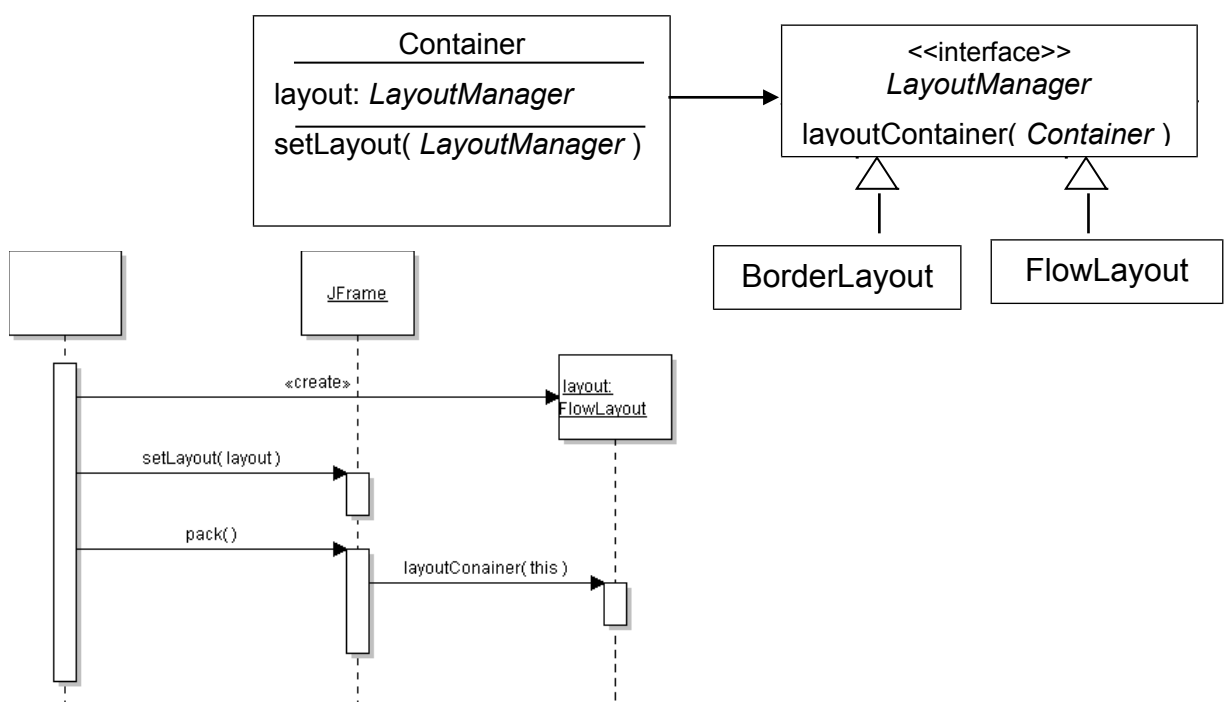 Container
layout: LayoutManager
setLayout( LayoutManager )
<<interface>>
LayoutManager
layoutContainer( Container )
BorderLayout
FlowLayout
JFrame
«create»
layout:
FlowLayout
setLayout( layout )
pack()
layoutConainer( this )